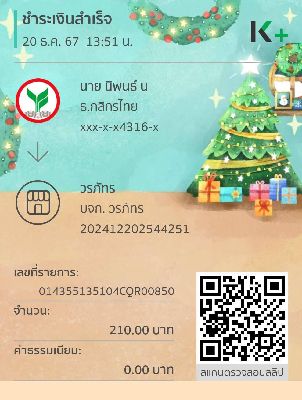 ชำระเงินสำเร็จ
20 ธ.ค. 67 13:51 น.
K+
นาย นิพนธ์ น
ธ.กสิกรไทย
xxx-x-x4316-x
วรภัทร
บจก. วรภัทร
202412202544251
เลขที่รายการ:
014355135104CQR00850
จำนวน:
210.00 บาท
ค่าธรรมเนียม:
0.00 บาท
สแกนตรวจสอบสลิป